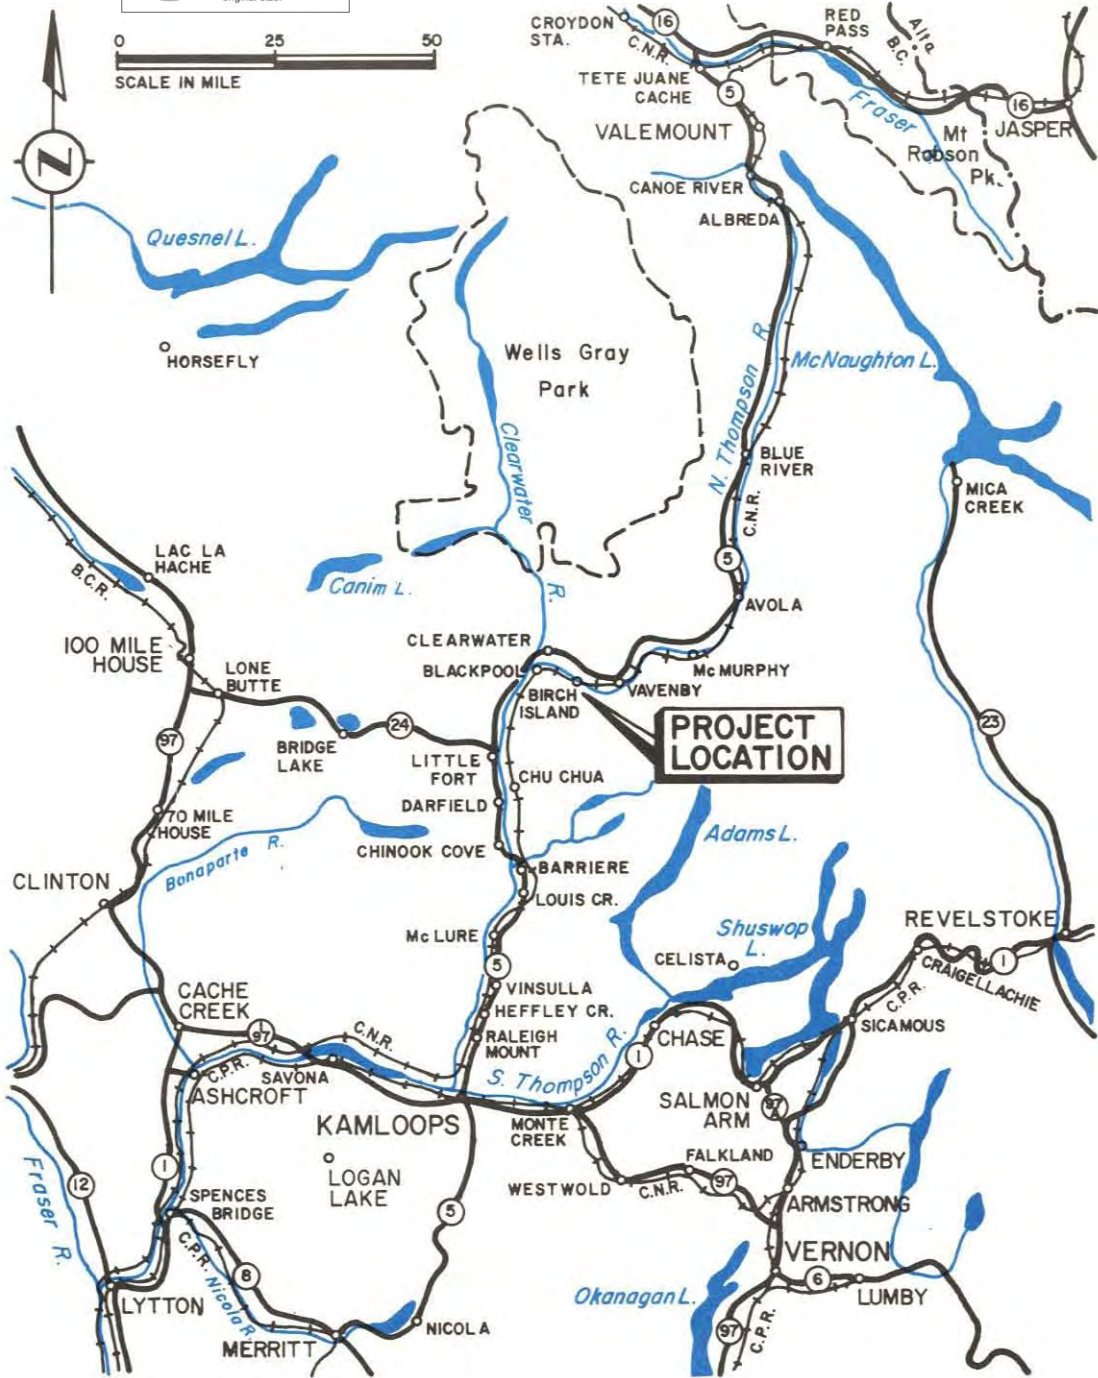 original size.
0 25 50
SCALE IN MILE
N
CROYDON
STA.
16
C.N.R.
RED
PASS
Alta.
B.C.
TETE JUANE
CACHE
5
VALEMOUNT
Fraser
16
Mt
Robson
Pk.
JASPER
CANOE RIVER
ALBREDA
Quesnel L.
HORSEFLY
Wells Gray
Park
N. Thompson R.
McNaughton L.
Clearwater
R.
BLUE
RIVER
C.N.R.
5
MICA
CREEK
LAC LA
HACHE
B.C.R.
Canim L.
AVOLA
100 MILE
HOUSE
LONE
BUTTE
CLEARWATER
BLACKPOOL
McMURPHY
BIRCH
ISLAND
VAVENBY
PROJECT
LOCATION
97
24
23
BRIDGE
LAKE
LITTLE
FORT
CHU CHUA
DARFIELD
70 MILE
HOUSE
CHINOOK COVE
Adams L.
Bonaparte R.
BARRIERE
CLINTON
LOUIS CR.
McLURE
Shuswop
L.
REVELSTOKE
5
CELISTA
1
CRAIGELLACHIE
VINSULLA
CACHE
CREEK
HEFFLEY CR.
C.P.R.
SICAMOUS
1
97
C.N.R.
RALEIGH
MOUNT
CHASE
S. Thompson R.
1
C.P.R.
SAVONA
ASHCROFT
SALMON
ARM
97
KAMLOOPS
MONTE
CREEK
FALKLAND
ENDERBY
LOGAN
LAKE
WESTWOLD
C.N.R.
97
ARMSTRONG
Fraser R.
12
1
SPENCES
BRIDGE
5
VERNON
C.P.R.
8
Nicola R.
6
LUMBY
LYTTON
Okanagan L.
NICOLA
97
C.P.R.
MERRITT